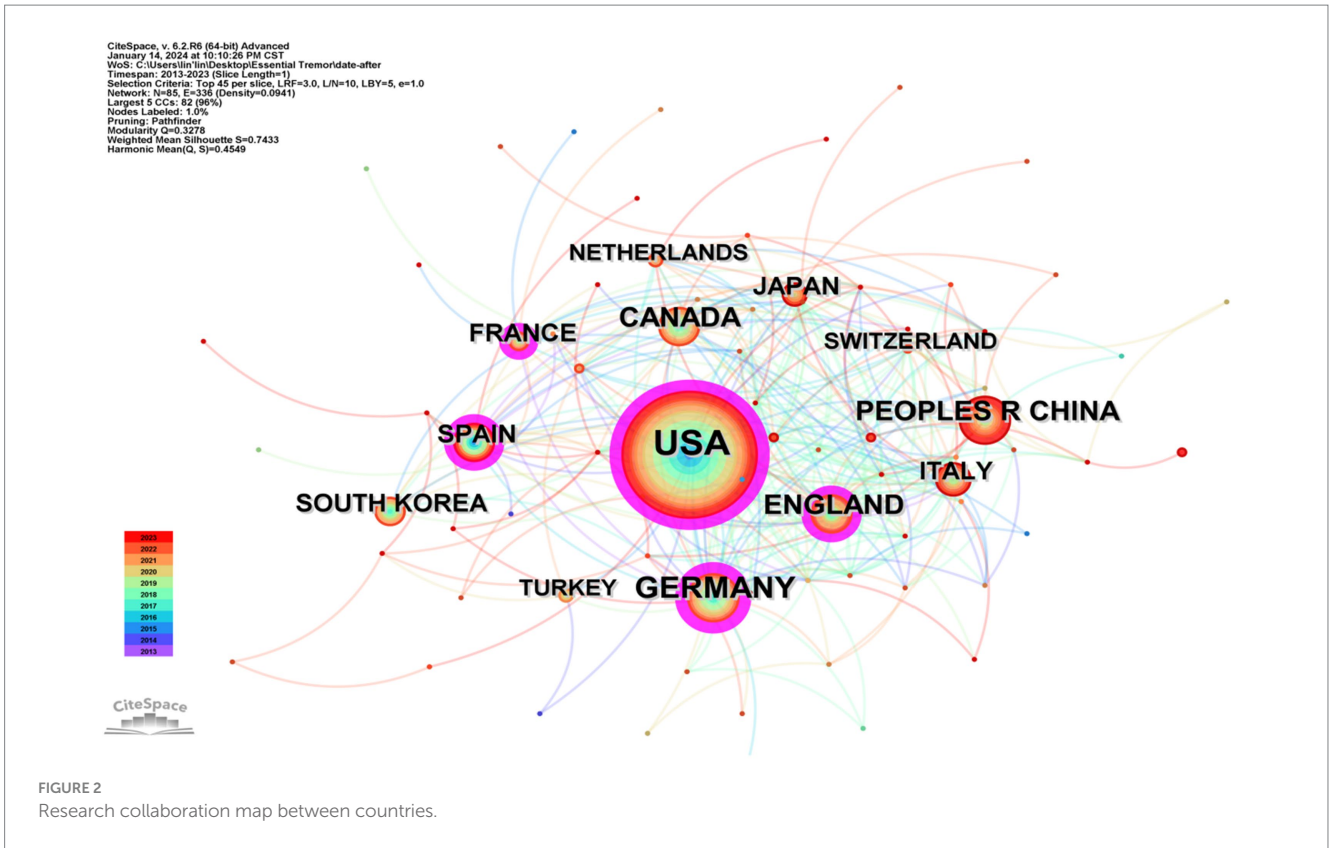 CiteSpace, v. 6.2.R6 (64-bit) Advanced
January 14, 2024 at 10:10:26 PM CST
WoS: C:\Users\lin'lin\Desktop\Essential Tremor\date-after
Timespan: 2013-2023 (Slice Length=1)
Selection Criteria: Top 45 per slice, LRF=3.0, L/N=10, LBY=5, e=1.0
Network: N=85, E=336 (Density=0.0941)
Largest 5 CCs: 82 (96%)
Nodes Labeled: 1.0%
Pruning: Pathfinder
Modularity Q=0.3278
Weighted Mean Silhouette S=0.7433
Harmonic Mean(Q, S)=0.4549
NETHERLANDS
JAPAN
CANADA
FRANCE
SWITZERLAND
PEOPLES R CHINA
SPAIN
USA
ITALY
SOUTH KOREA
ENGLAND
TURKEY
GERMANY
2023
2022
2021
2020
2019
2018
2017
2016
2015
2014
2013
CiteSpace
FIGURE 2
Research collaboration map between countries.